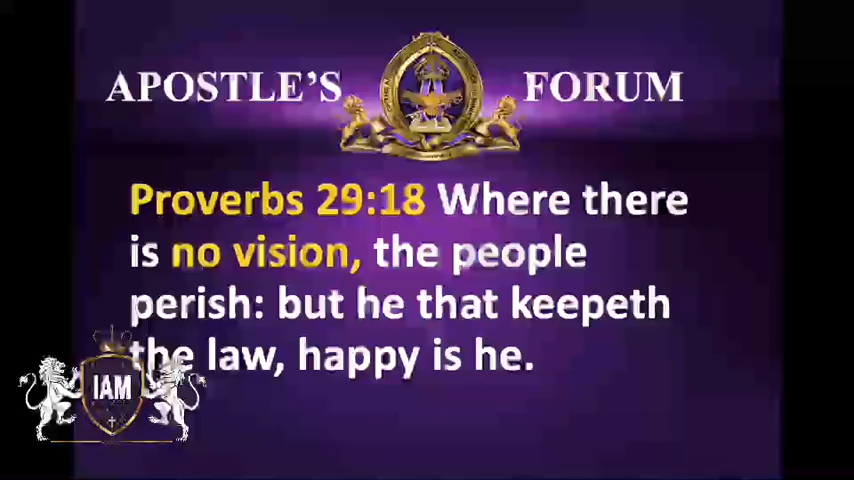 APOSTLE'S FORUM
Proverbs 29:18 Where there
is no vision, the people
perish: but he that keepeth
the law, happy is he.
IAM